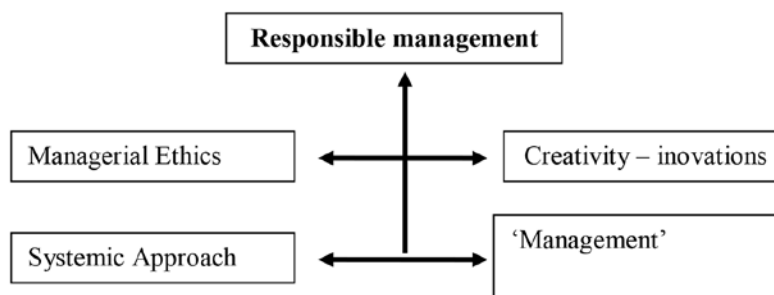 Responsible management
Managerial Ethics
Creativity – inovations
Systemic Approach
‘Management’